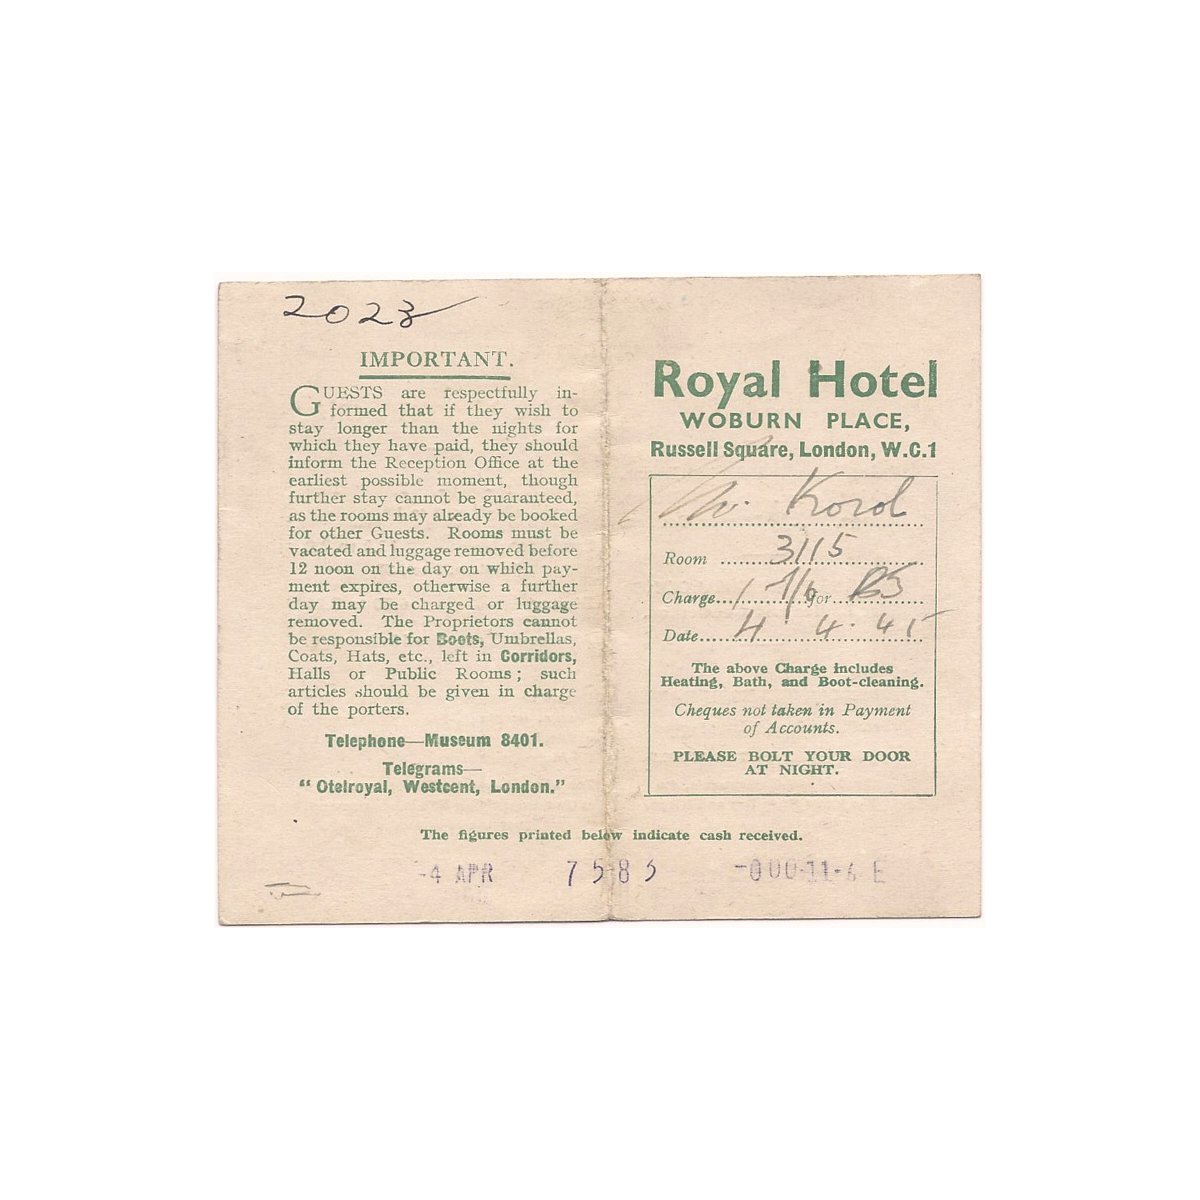 2023
IMPORTANT.
GUESTS are respectfully in-
formed that if they wish to
stay longer than the nights for
which they have paid, they should
inform the Reception Office at the
earliest possible moment, though
further stay cannot be guaranteed,
as the rooms may already be booked
for other Guests. Rooms must be
vacated and luggage removed before
12 noon on the day on which pay-
ment expires, otherwise a further
day may be charged or luggage
removed. The Proprietors cannot
be responsible for Boots, Umbrellas,
Coats, Hats, etc., left in Corridors,
Halls or Public Rooms; such
articles should be given in charge
of the porters.
Telephone—Museum 8401.
Telegrams—
"Otelroyal, Westcent, London."
Royal Hotel
WOBURN PLACE,
Russell Square, London, W.C.1
Korol
Room 3115
Charge for
Date 4.4.45
The above Charge includes
Heating, Bath, and Boot-cleaning.
Cheques not taken in Payment
of Accounts.
PLEASE BOLT YOUR DOOR
AT NIGHT.
The figures printed below indicate cash received.
-4 APR